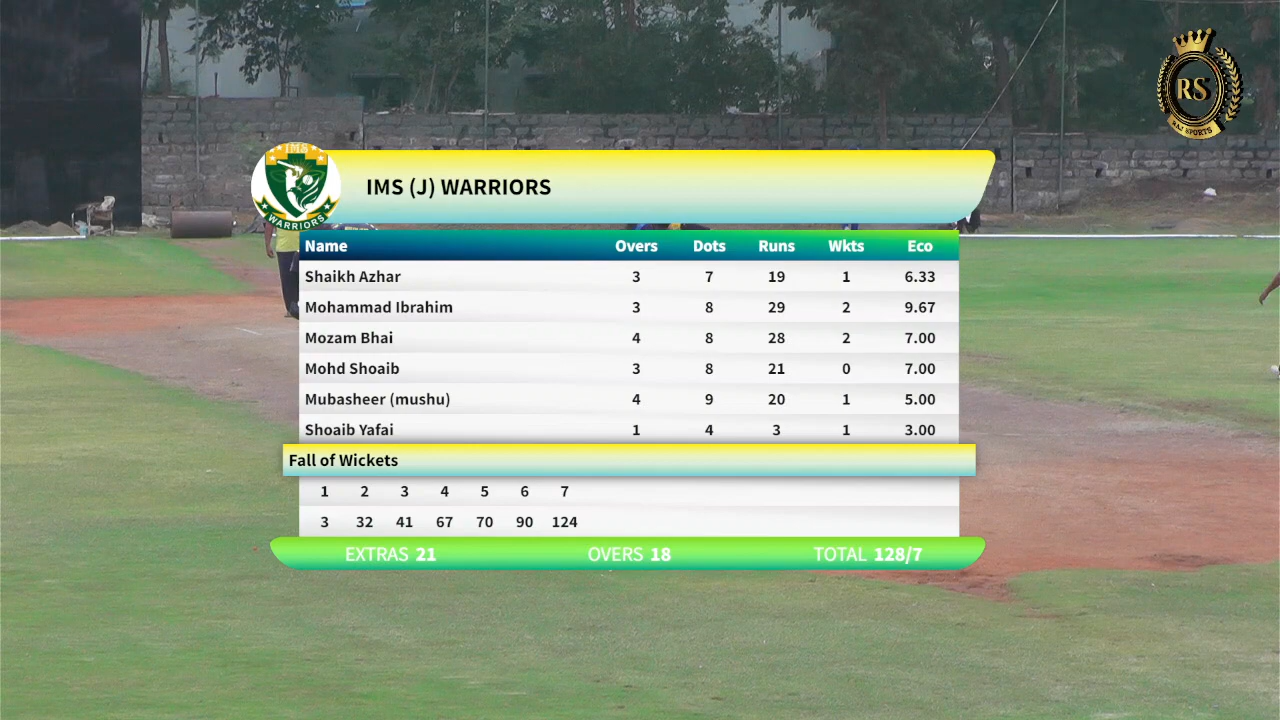 RS
RAJ SPORTS
IMS
WARRIORS
IMS (J) WARRIORS
Name Overs Dots Runs Wkts Eco
Shaikh Azhar 3 7 19 1 6.33
Mohammad Ibrahim 3 8 29 2 9.67
Mozam Bhai 4 8 28 2 7.00
Mohd Shoaib 3 8 21 0 7.00
Mubasheer (mushu) 4 9 20 1 5.00
Shoaib Yafai 1 4 3 1 3.00
Fall of Wickets
1 2 3 4 5 6 7
3 32 41 67 70 90 124
EXTRAS 21 OVERS 18 TOTAL 128/7